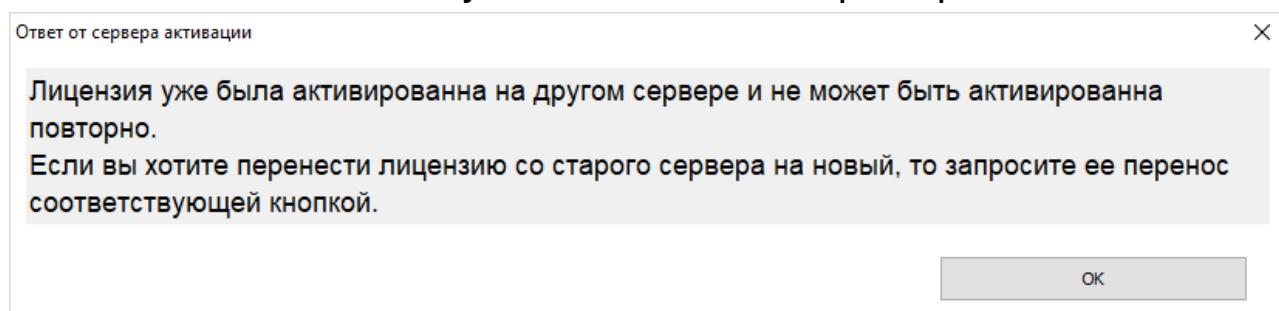 Ответ от сервера активации
Лицензия уже была активированна на другом сервере и не может быть активированна
повторно.
Если вы хотите перенести лицензию со старого сервера на новый, то запросите ее перенос
соответствующей кнопкой.
ОК